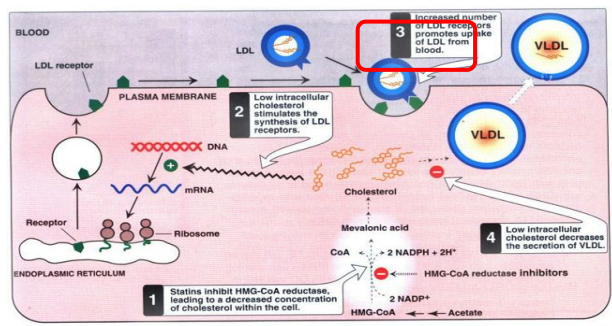 BLOOD
LDL receptor
LDL
3
Increased number
of LDL receptors
promotes uptake
of LDL from
blood.
VLDL
PLASMA MEMBRANE
2
Low intracellular
cholesterol
stimulates the
synthesis of LDL
receptors.
VLDL
DNA
mRNA
Cholesterol
Receptor
Ribosome
Mevalonic acid
4
Low intracellular
cholesterol decreases
the secretion of VLDL.
CoA
2 NADPH + 2H+
ENDOPLASMIC RETICULUM
HMG-CoA reductase inhibitors
1
Statins inhibit HMG-CoA reductase,
leading to a decreased concentration
of cholesterol within the cell.
2 NADP+
HMG-CoA
Acetate